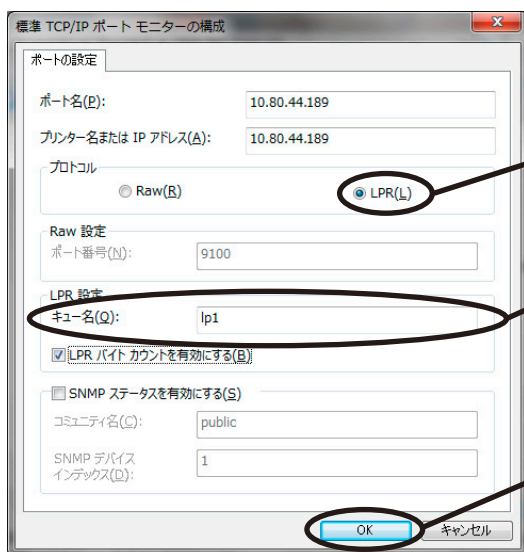 標準 TCP/IP ポート モニターの構成
ポートの設定
ポート名(P): 10.80.44.189
プリンター名または IP アドレス(A): 10.80.44.189
プロトコル
Raw(R) LPR(L)
Raw 設定
ポート番号(N): 9100
LPR 設定
キュー名(Q): lp1
LPR バイト カウントを有効にする(B)
SNMP ステータスを有効にする(S)
コミュニティ名(C): public
SNMP デバイス 1
インデックス(D):
OK キャンセル